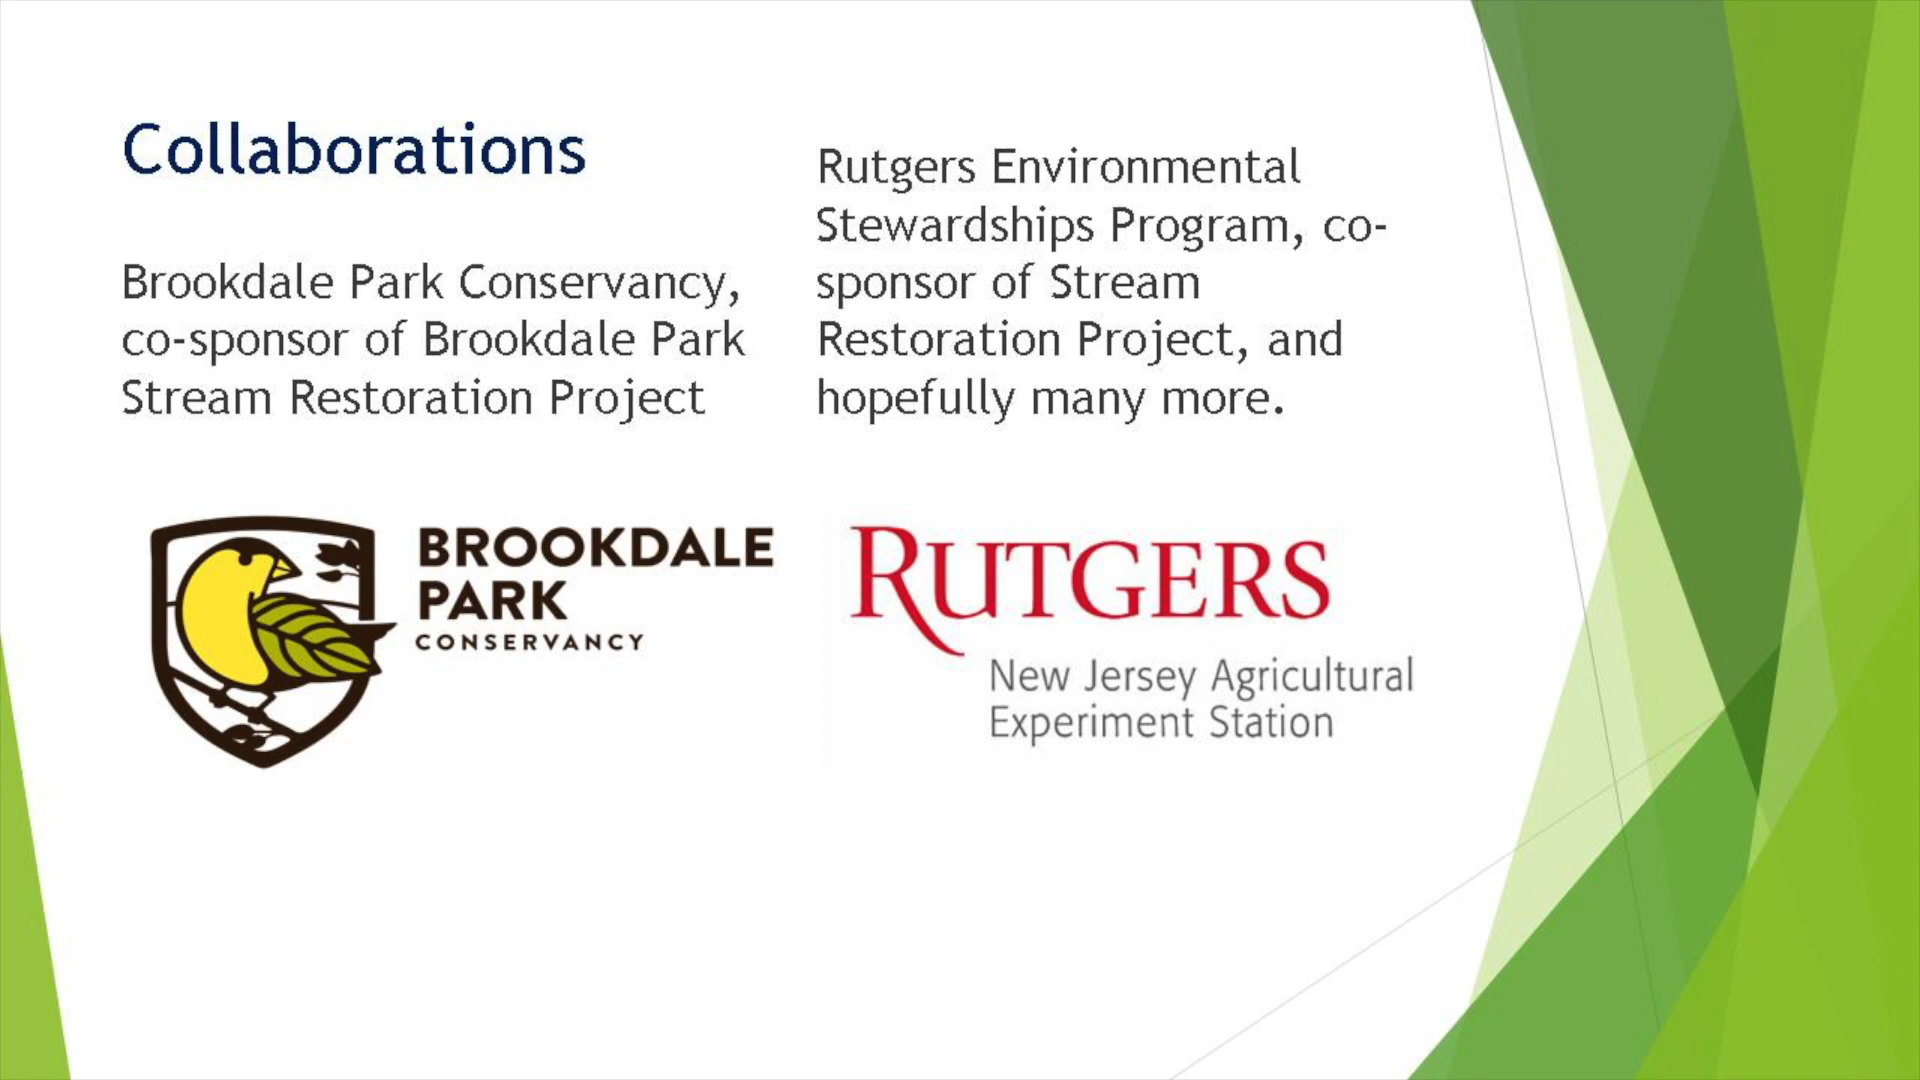 Collaborations
Brookdale Park Conservancy,
co-sponsor of Brookdale Park
Stream Restoration Project
Rutgers Environmental
Stewardships Program, co-
sponsor of Stream
Restoration Project, and
hopefully many more.
BROOKDALE
PARK
CONSERVANCY
RUTGERS
New Jersey Agricultural
Experiment Station